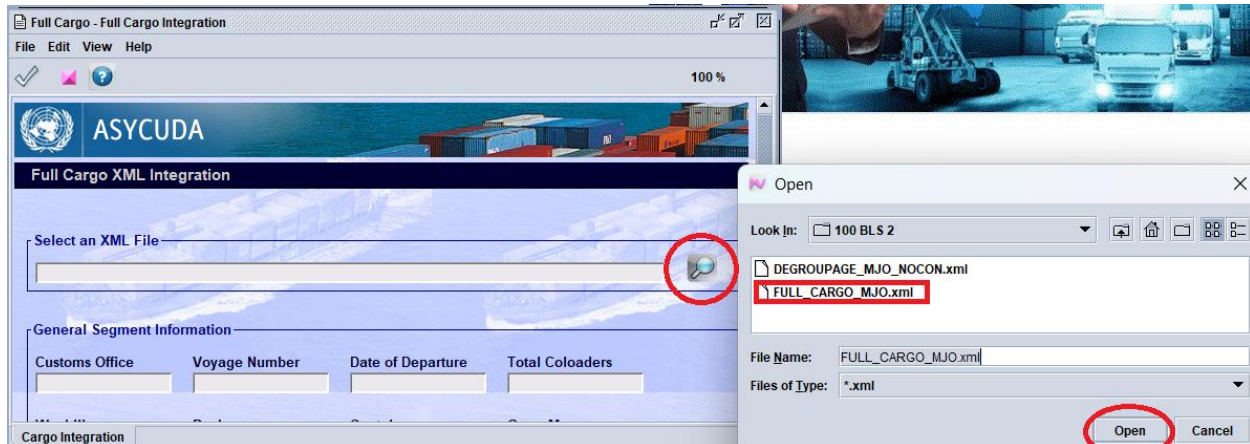 Full Cargo - Full Cargo Integration
File Edit View Help
100 %
ASYCUDA
Full Cargo XML Integration
Select an XML File
General Segment Information
Customs Office Voyage Number Date of Departure Total Coloaders
Cargo Integration
Open
Look In: 100 BLS 2
DEGROUPAGE_MJO_NOCON.xml
FULL_CARGO_MJO.xml
File Name: FULL_CARGO_MJO.xml
Files of Type: *.xml
Open Cancel